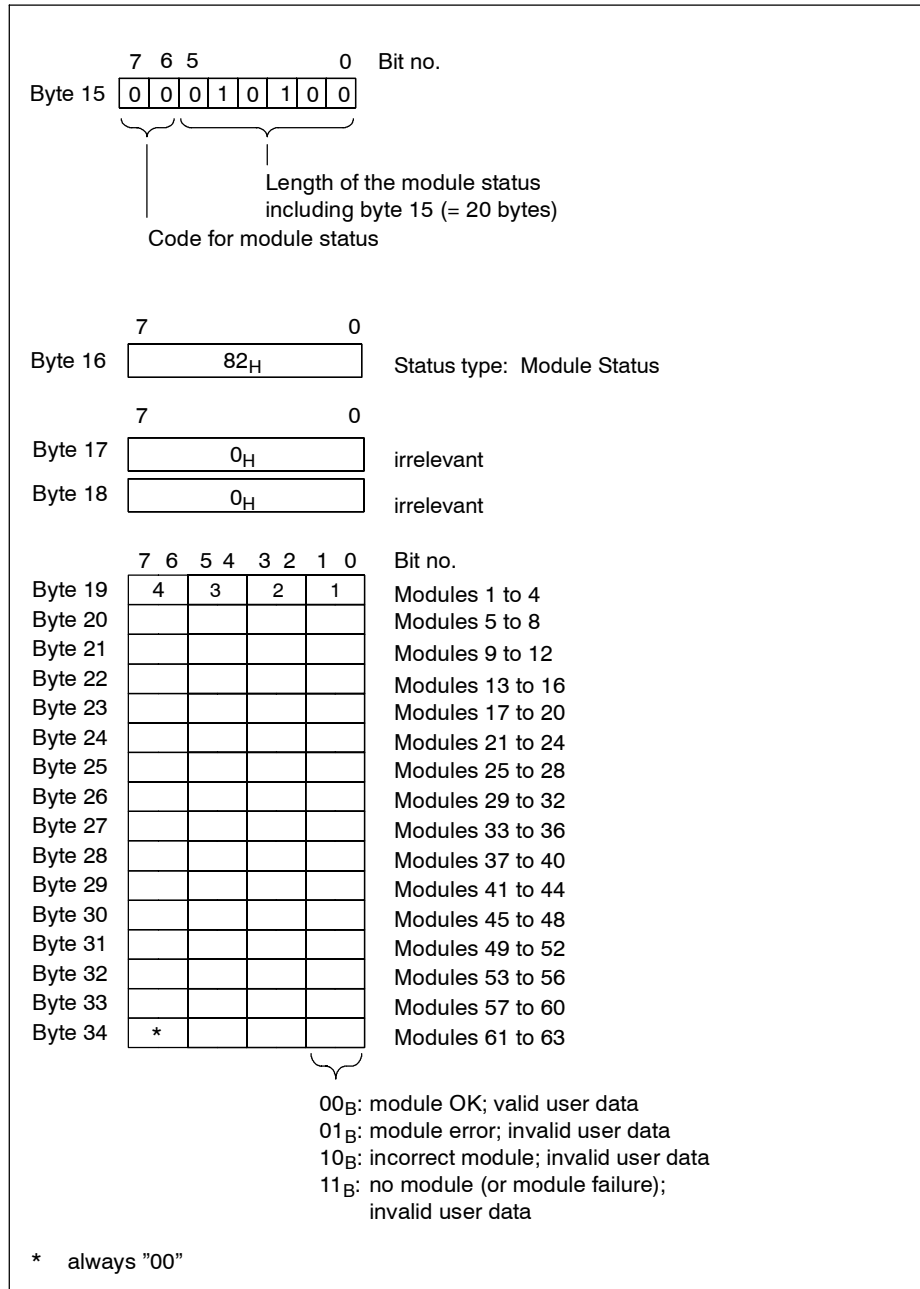 7 6 5 0 Bit no.
Byte 15 0 0 0 1 0 1 0 0
Length of the module status
including byte 15 (= 20 bytes)
Code for module status
7 0
Byte 16 82H Status type: Module Status
7 0
Byte 17 0H irrelevant
Byte 18 0H irrelevant
7 6 5 4 3 2 1 0 Bit no.
Byte 19 4 3 2 1 Modules 1 to 4
Byte 20 Modules 5 to 8
Byte 21 Modules 9 to 12
Byte 22 Modules 13 to 16
Byte 23 Modules 17 to 20
Byte 24 Modules 21 to 24
Byte 25 Modules 25 to 28
Byte 26 Modules 29 to 32
Byte 27 Modules 33 to 36
Byte 28 Modules 37 to 40
Byte 29 Modules 41 to 44
Byte 30 Modules 45 to 48
Byte 31 Modules 49 to 52
Byte 32 Modules 53 to 56
Byte 33 Modules 57 to 60
Byte 34 * Modules 61 to 63
00B: module OK; valid user data
01B: module error; invalid user data
10B: incorrect module; invalid user data
11B: no module (or module failure);
invalid user data
* always ”00”